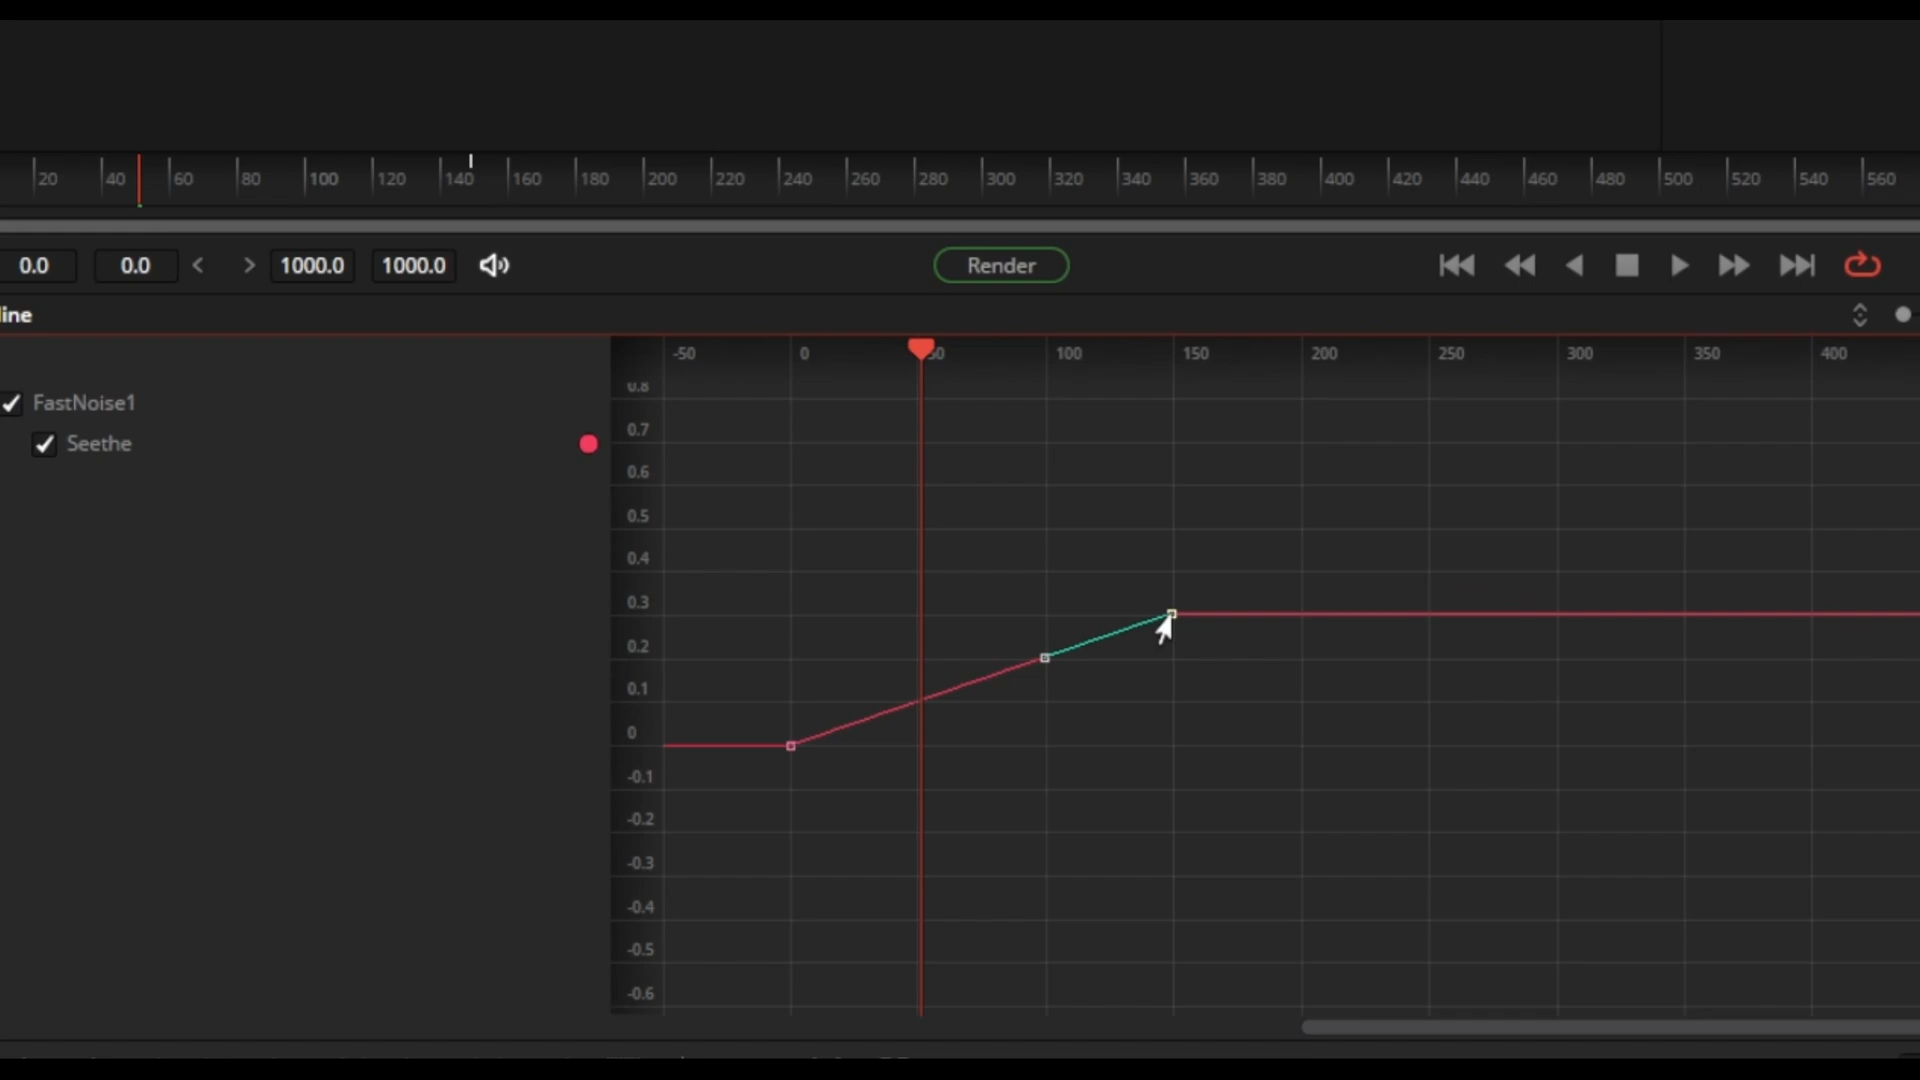 20 40 60 80 100 120 140 160 180 200 220 240 260 280 300 320 340 360 380 400 420 440 460 480 500 520 540 560
0.0 0.0 < > 1000.0 1000.0 Render
line
-50 0 50 100 150 200 250 300 350 400
FastNoise1
Seethe
0.8
0.7
0.6
0.5
0.4
0.3
0.2
0.1
0
-0.1
-0.2
-0.3
-0.4
-0.5
-0.6